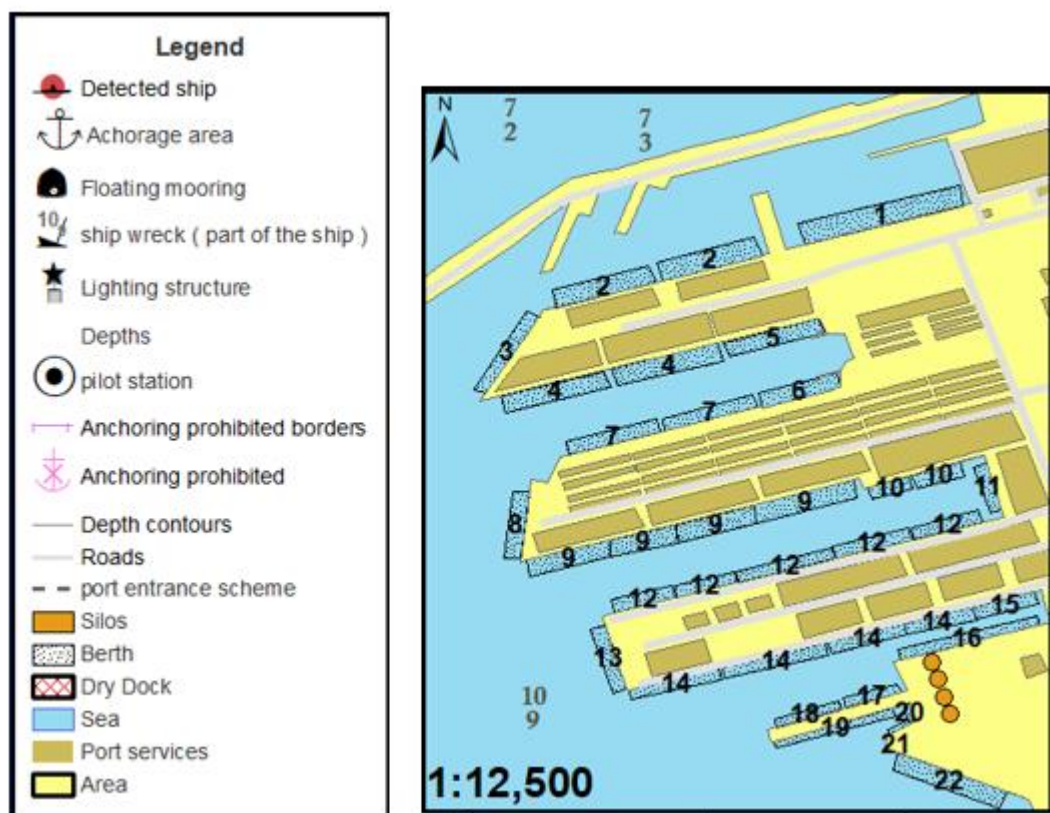 Legend
Detected ship
Achorage area
Floating mooring
10
ship wreck ( part of the ship )
Lighting structure
Depths
pilot station
Anchoring prohibited borders
Anchoring prohibited
Depth contours
Roads
port entrance scheme
Silos
Berth
Dry Dock
Sea
Port services
Area
N
7
2
7
3
1
2
2
3
5
4
4
6
7
7
8
10
10
11
9
9
9
9
12
12
12
12
12
13
15
14
14
14
14
16
10
9
17
18
19
20
21
22
1:12,500